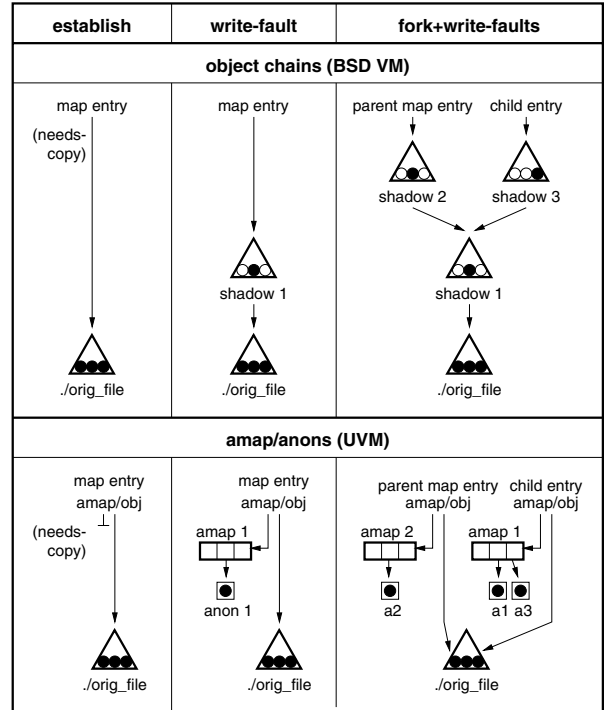 establish write-fault fork+write-faults
object chains (BSD VM)
map entry map entry parent map entry child entry
(needs-
copy)
shadow 2 shadow 3
shadow 1 shadow 1
./orig_file ./orig_file ./orig_file
amap/anons (UVM)
map entry map entry parent map entry child entry
amap/obj amap/obj amap/obj amap/obj
(needs-
copy)
amap 1 amap 2 amap 1
anon 1 a2 a1 a3
./orig_file ./orig_file ./orig_file